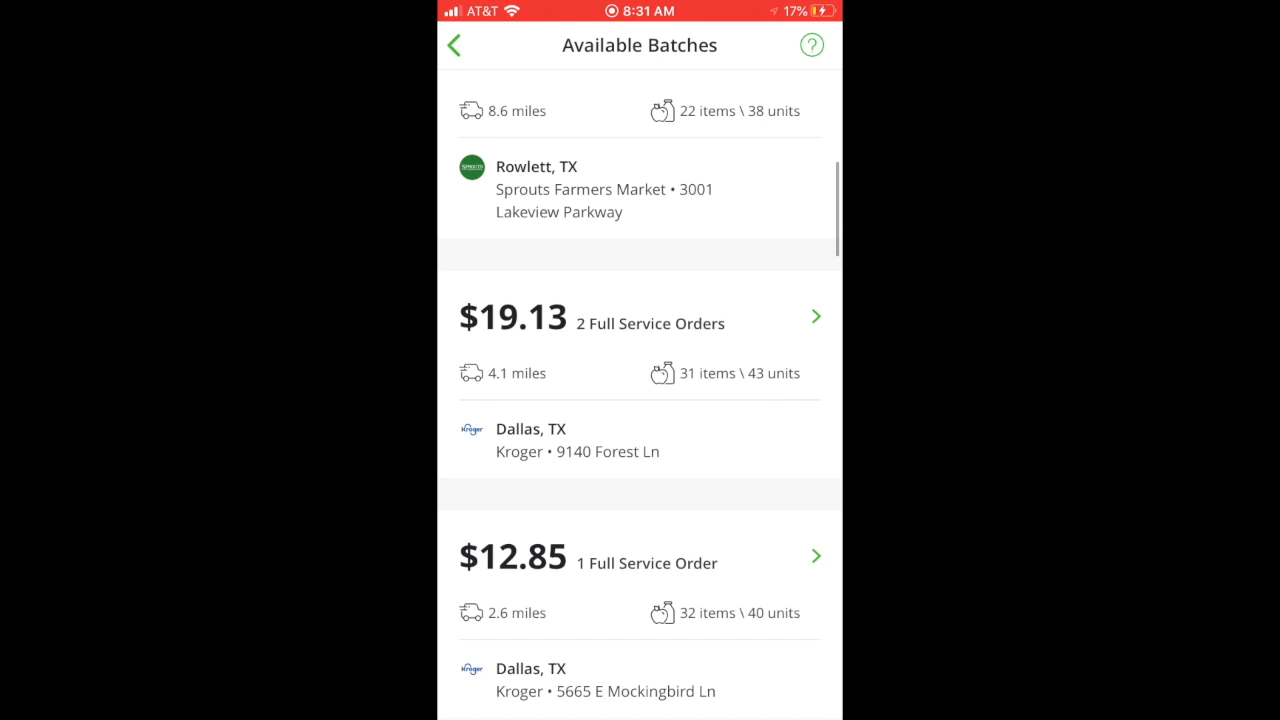 AT&T 8:31 AM 17%
Available Batches ?
8.6 miles 22 items \ 38 units
SPROUTS
Rowlett, TX
Sprouts Farmers Market • 3001
Lakeview Parkway
$19.13 2 Full Service Orders
4.1 miles 31 items \ 43 units
Kroger Dallas, TX
Kroger • 9140 Forest Ln
$12.85 1 Full Service Order
2.6 miles 32 items \ 40 units
Kroger Dallas, TX
Kroger • 5665 E Mockingbird Ln